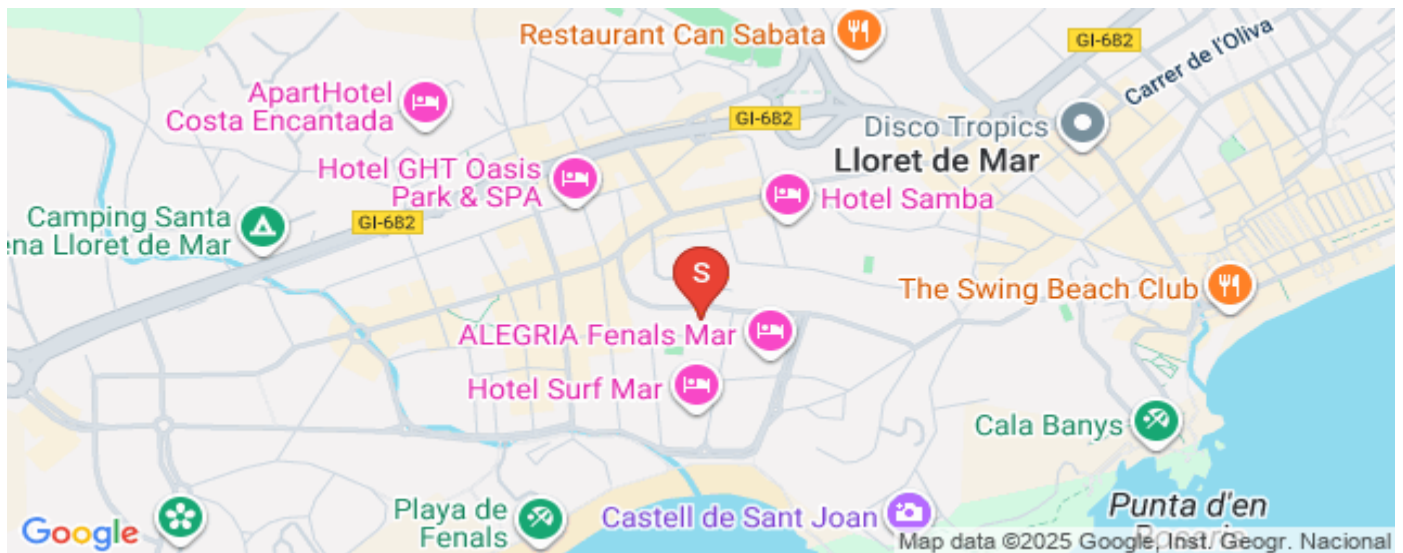 Restaurant Can Sabata
GI-682
Carrer de l'Oliva
ApartHotel
Costa Encantada
GI-682
Disco Tropics
Lloret de Mar
Hotel GHT Oasis
Park & SPA
Hotel Samba
Camping Santa
ena Lloret de Mar
GI-682
S
The Swing Beach Club
ALEGRIA Fenals Mar
Hotel Surf Mar
Cala Banys
Playa de
Fenals
Castell de Sant Joan
Punta d'en
Google
Map data ©2025 Google, Inst. Geogr. Nacional